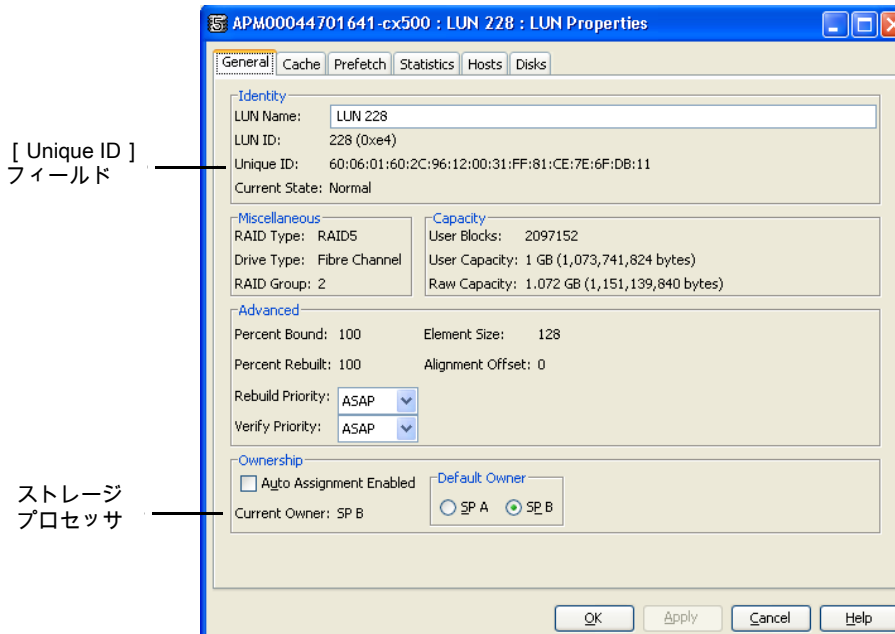 APM00044701641-cx500 : LUN 228 : LUN Properties
General Cache Prefetch Statistics Hosts Disks
Identity
LUN Name: LUN 228
LUN ID: 228 (0xe4)
[ Unique ID ]
フィールド
Unique ID: 60:06:01:60:2C:96:12:00:31:FF:81:CE:7E:6F:DB:11
Current State: Normal
Miscellaneous
RAID Type: RAID5
Drive Type: Fibre Channel
RAID Group: 2
Capacity
User Blocks: 2097152
User Capacity: 1 GB (1,073,741,824 bytes)
Raw Capacity: 1.072 GB (1,151,139,840 bytes)
Advanced
Percent Bound: 100 Element Size: 128
Percent Rebuilt: 100 Alignment Offset: 0
Rebuild Priority: ASAP
Verify Priority: ASAP
Ownership
Auto Assignment Enabled
ストレージ
プロセッサ
Current Owner: SP B
Default Owner
SP A SP B
OK Apply Cancel Help